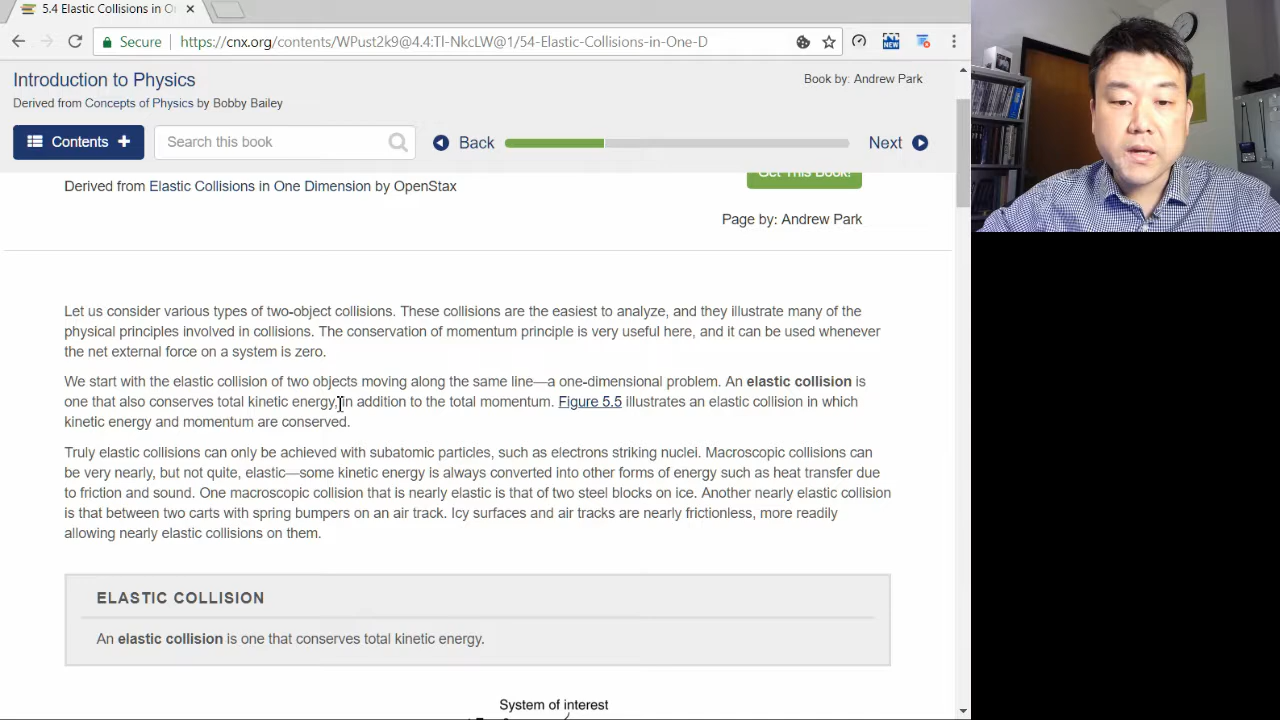 5.4 Elastic Collisions in O
Secure
https://cnx.org/contents/WPust2k9@4.4:Tl-NkcLW@1/54-Elastic-Collisions-in-One-D
NEW
Introduction to Physics
Book by: Andrew Park
Derived from Concepts of Physics by Bobby Bailey
Contents +
Search this book
Back
Next
Get This Book!
Derived from Elastic Collisions in One Dimension by OpenStax
Page by: Andrew Park
Let us consider various types of two-object collisions. These collisions are the easiest to analyze, and they illustrate many of the
physical principles involved in collisions. The conservation of momentum principle is very useful here, and it can be used whenever
the net external force on a system is zero.
We start with the elastic collision of two objects moving along the same line—a one-dimensional problem. An elastic collision is
one that also conserves total kinetic energy, in addition to the total momentum. Figure 5.5 illustrates an elastic collision in which
kinetic energy and momentum are conserved.
Truly elastic collisions can only be achieved with subatomic particles, such as electrons striking nuclei. Macroscopic collisions can
be very nearly, but not quite, elastic—some kinetic energy is always converted into other forms of energy such as heat transfer due
to friction and sound. One macroscopic collision that is nearly elastic is that of two steel blocks on ice. Another nearly elastic collision
is that between two carts with spring bumpers on an air track. Icy surfaces and air tracks are nearly frictionless, more readily
allowing nearly elastic collisions on them.
ELASTIC COLLISION
An elastic collision is one that conserves total kinetic energy.
System of interest